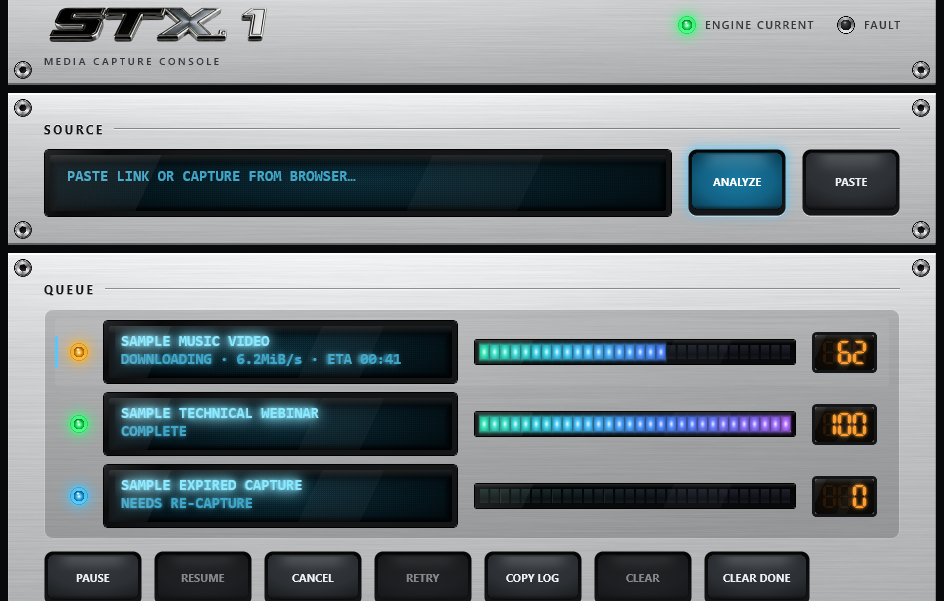 STX 1
ENGINE CURRENT
FAULT
MEDIA CAPTURE CONSOLE
SOURCE
PASTE LINK OR CAPTURE FROM BROWSER…
ANALYZE
PASTE
QUEUE
SAMPLE MUSIC VIDEO
DOWNLOADING · 6.2MiB/s · ETA 00:41
62
SAMPLE TECHNICAL WEBINAR
COMPLETE
100
SAMPLE EXPIRED CAPTURE
NEEDS RE-CAPTURE
0
PAUSE
RESUME
CANCEL
RETRY
COPY LOG
CLEAR
CLEAR DONE